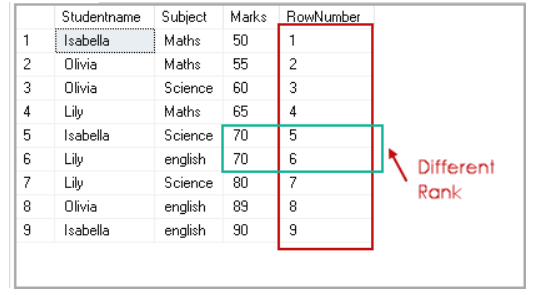 Studentname Subject Marks RowNumber
1 Isabella Maths 50 1
2 Olivia Maths 55 2
3 Olivia Science 60 3
4 Lily Maths 65 4
5 Isabella Science 70 5
6 Lily english 70 6
7 Lily Science 80 7
8 Olivia english 89 8
9 Isabella english 90 9
Different
Rank